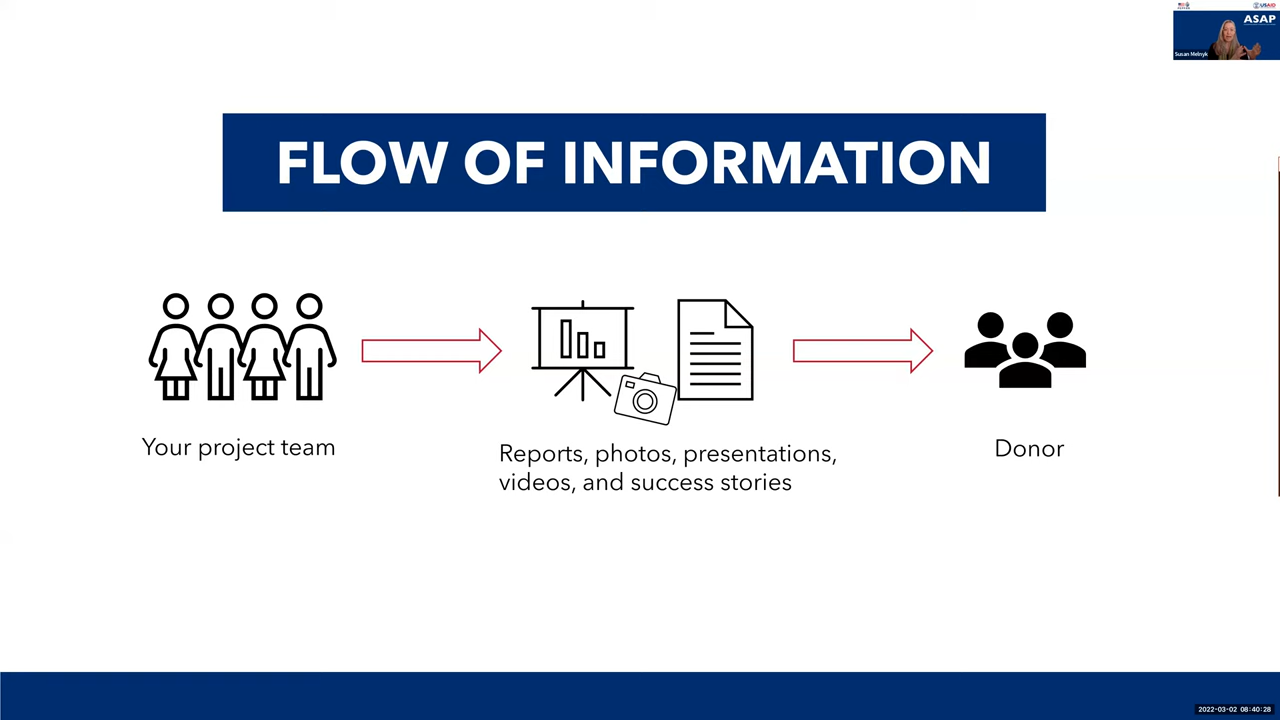 USAID
ASAP
Susan Melnyk
FLOW OF INFORMATION
Your project team
Reports, photos, presentations,
videos, and success stories
Donor
2022-03-02 08:40:28